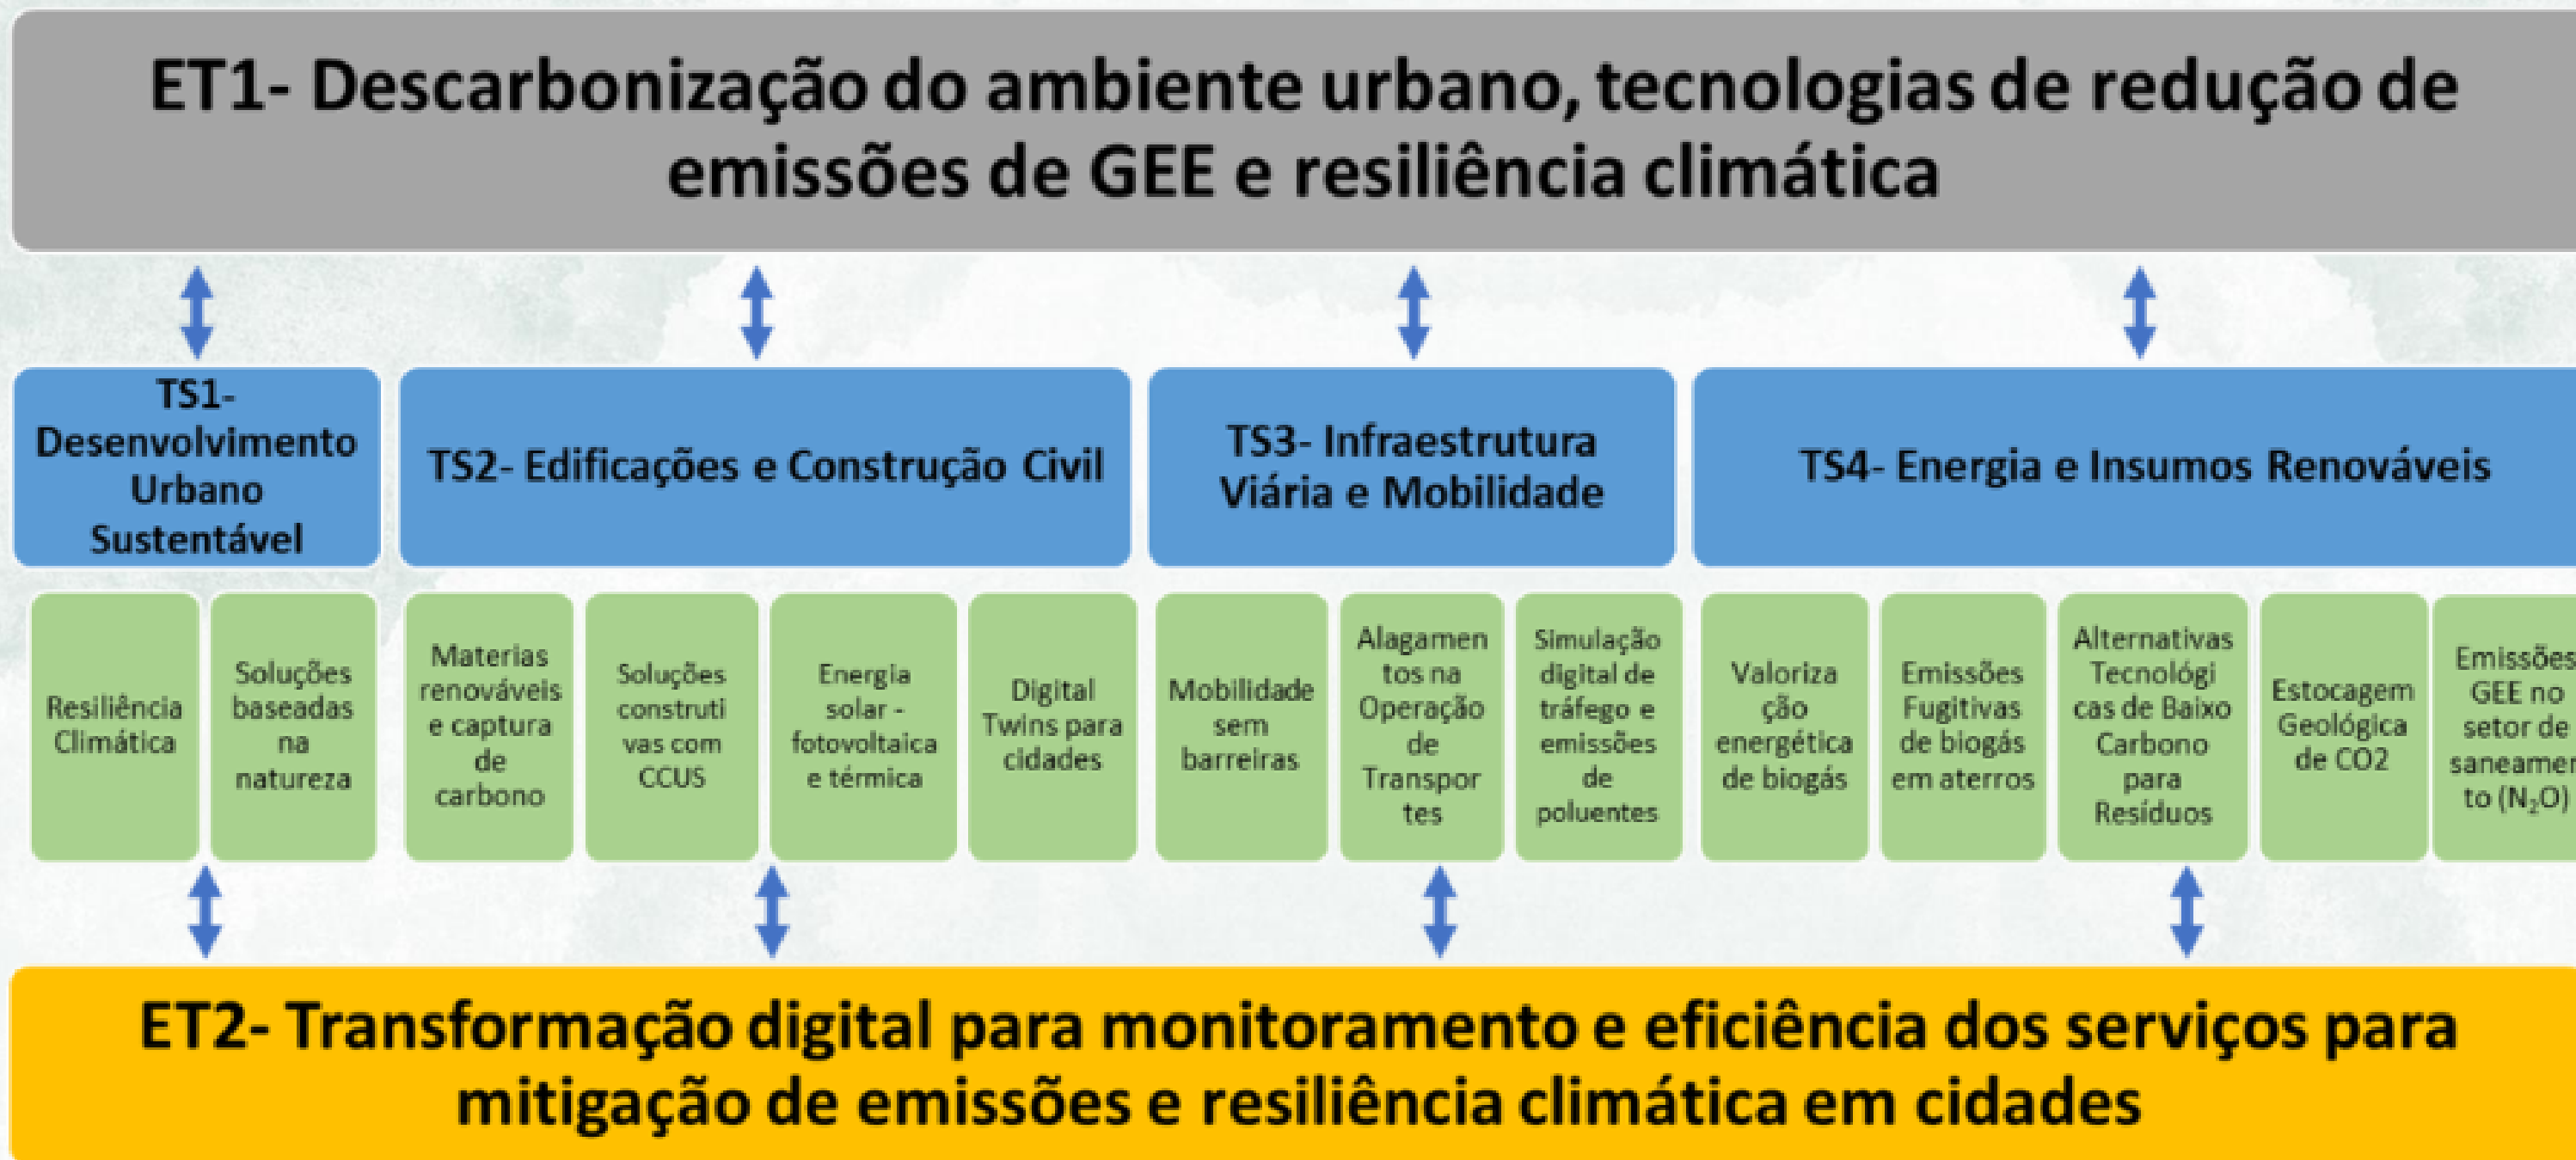 ET1- Descarbonização do ambiente urbano, tecnologias de redução de
emissões de GEE e resiliência climática
TS1-
Desenvolvimento
Urbano
Sustentável
TS2- Edificações e Construção Civil
TS3- Infraestrutura
Viária e Mobilidade
TS4- Energia e Insumos Renováveis
Resiliência
Climática
Soluções
baseadas
na
natureza
Materias
renováveis
e captura
de
carbono
Soluções
construti
vas com
CCUS
Energia
solar -
fotovoltaica
e térmica
Digital
Twins para
cidades
Mobilidade
sem
barreiras
Alagamen
tos na
Operação
de
Transpor
tes
Simulação
digital de
tráfego e
emissões
de
poluentes
Valoriza
ção
energética
de biogás
Emissões
Fugitivas
de biogás
em aterros
Alternativas
Tecnológi
cas de Baixo
Carbono
para
Resíduos
Estocagem
Geológica
de CO2
Emissões
GEE no
setor de
saneamen
to (N₂O)
ET2- Transformação digital para monitoramento e eficiência dos serviços para
mitigação de emissões e resiliência climática em cidades